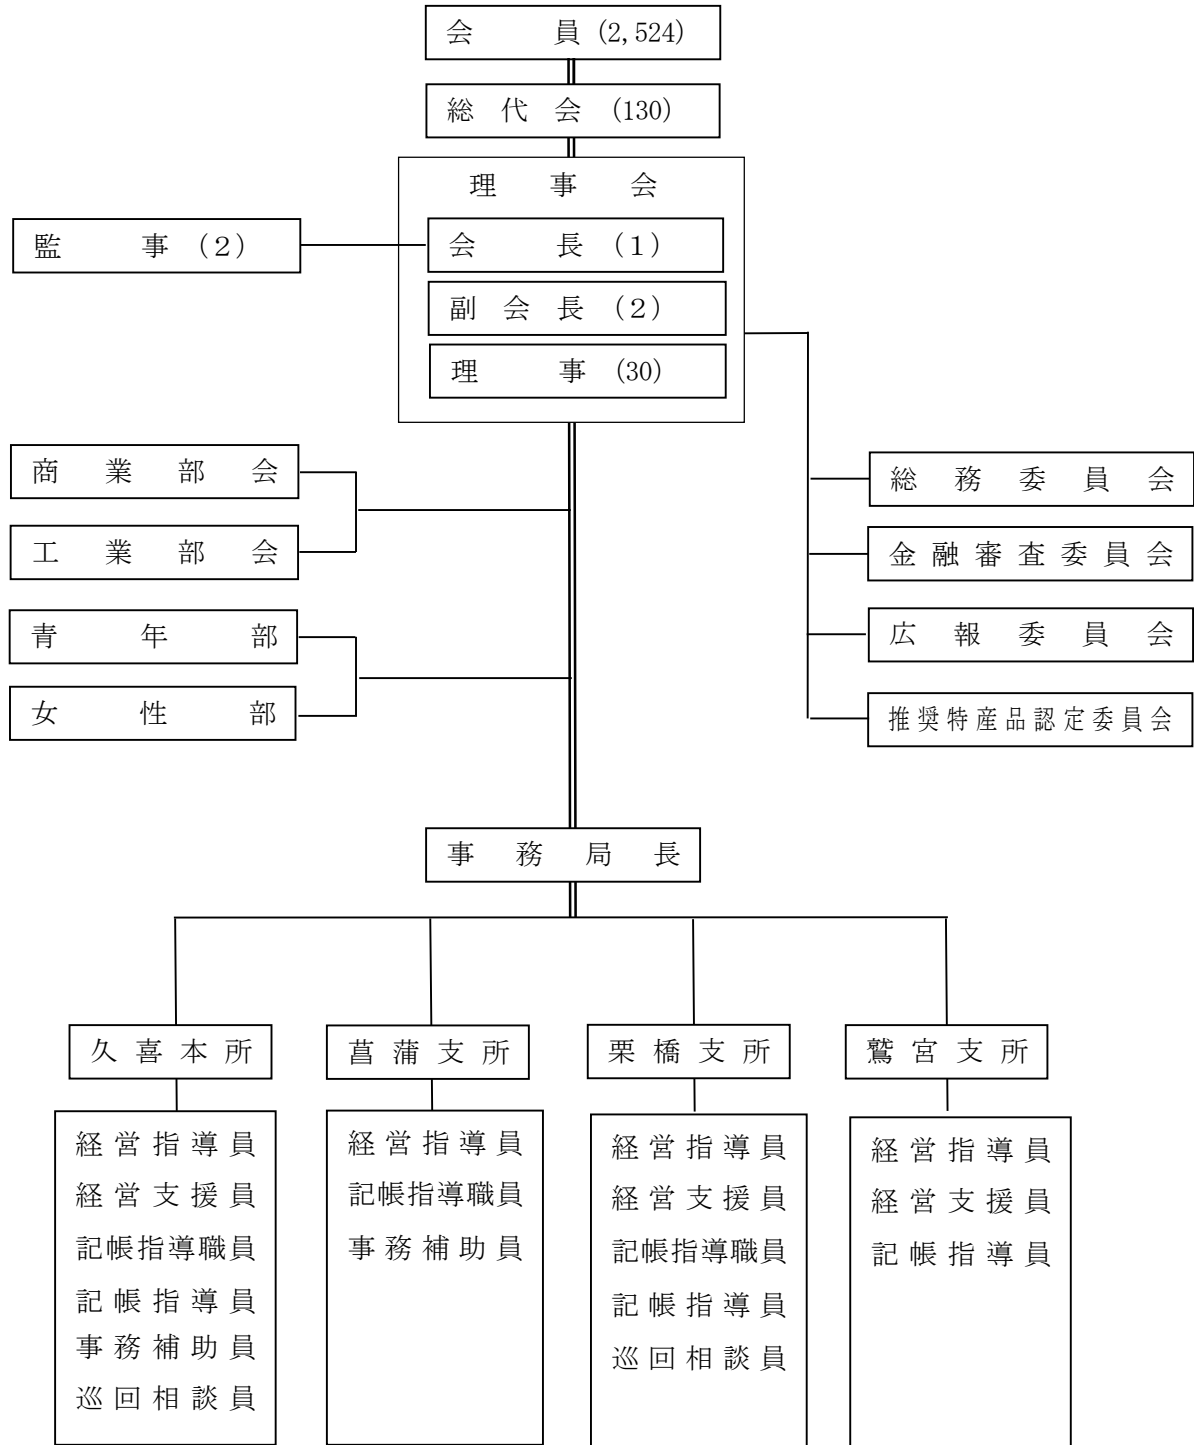 会員 (2,524)
総代会 (130)
理事会
会長 (1)
副会長 (2)
理事 (30)
監事 (2)
商業部会
工業部会
青年部
女性部
総務委員会
金融審査委員会
広報委員会
推奨特産品認定委員会
事務局長
久喜本所
経営指導員
経営支援員
記帳指導職員
記帳指導員
事務補助員
巡回相談員
菖蒲支所
経営指導員
記帳指導職員
事務補助員
栗橋支所
経営指導員
経営支援員
記帳指導職員
記帳指導員
巡回相談員
鷲宮支所
経営指導員
経営支援員
記帳指導員